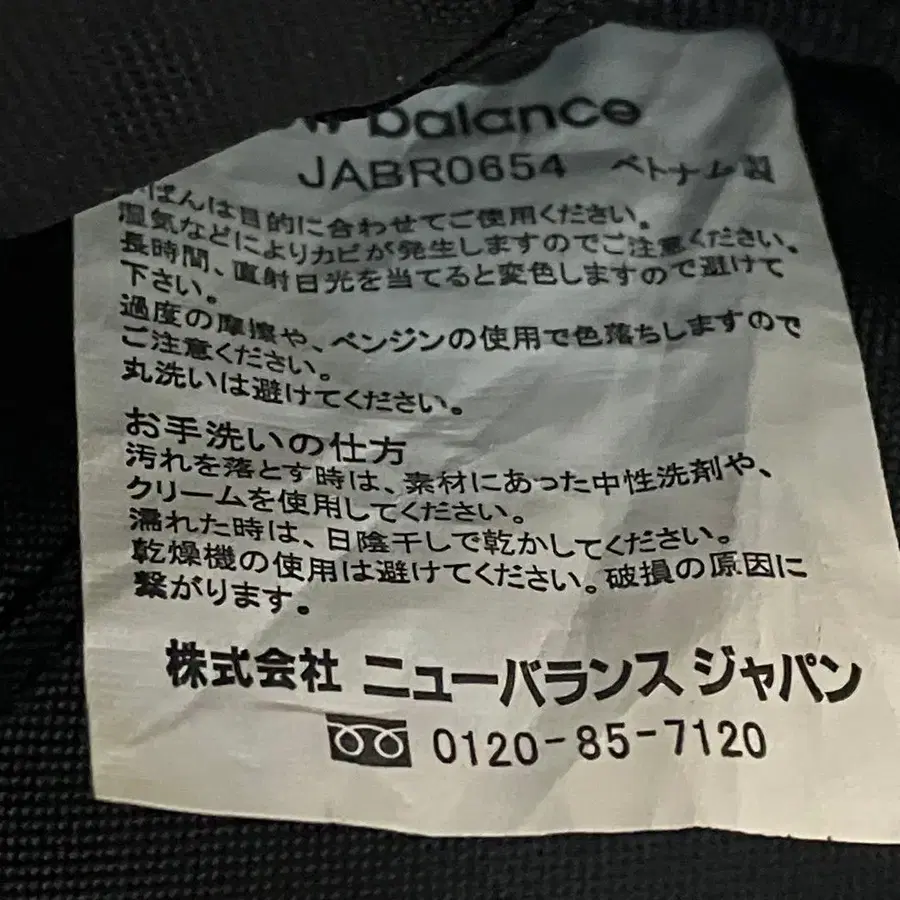 balance
JABR0654 ベトナム製
ばんは目的に合わせてご使用ください。
湿気などによりカビが発生しますのでご注意ください。
長時間、直射日光を当てると変色しますので避けて
下さい。
過度の摩擦や、ベンジンの使用で色落ちしますので
ご注意ください。
丸洗いは避けてください。
お手洗いの仕方
汚れを落とす時は、素材にあった中性洗剤や、
クリームを使用してください。
濡れた時は、日陰干しで乾かしてください。
乾燥機の使用は避けてください。破損の原因に
繋がります。
株式会社 ニューバランス ジャパン
0120-85-7120